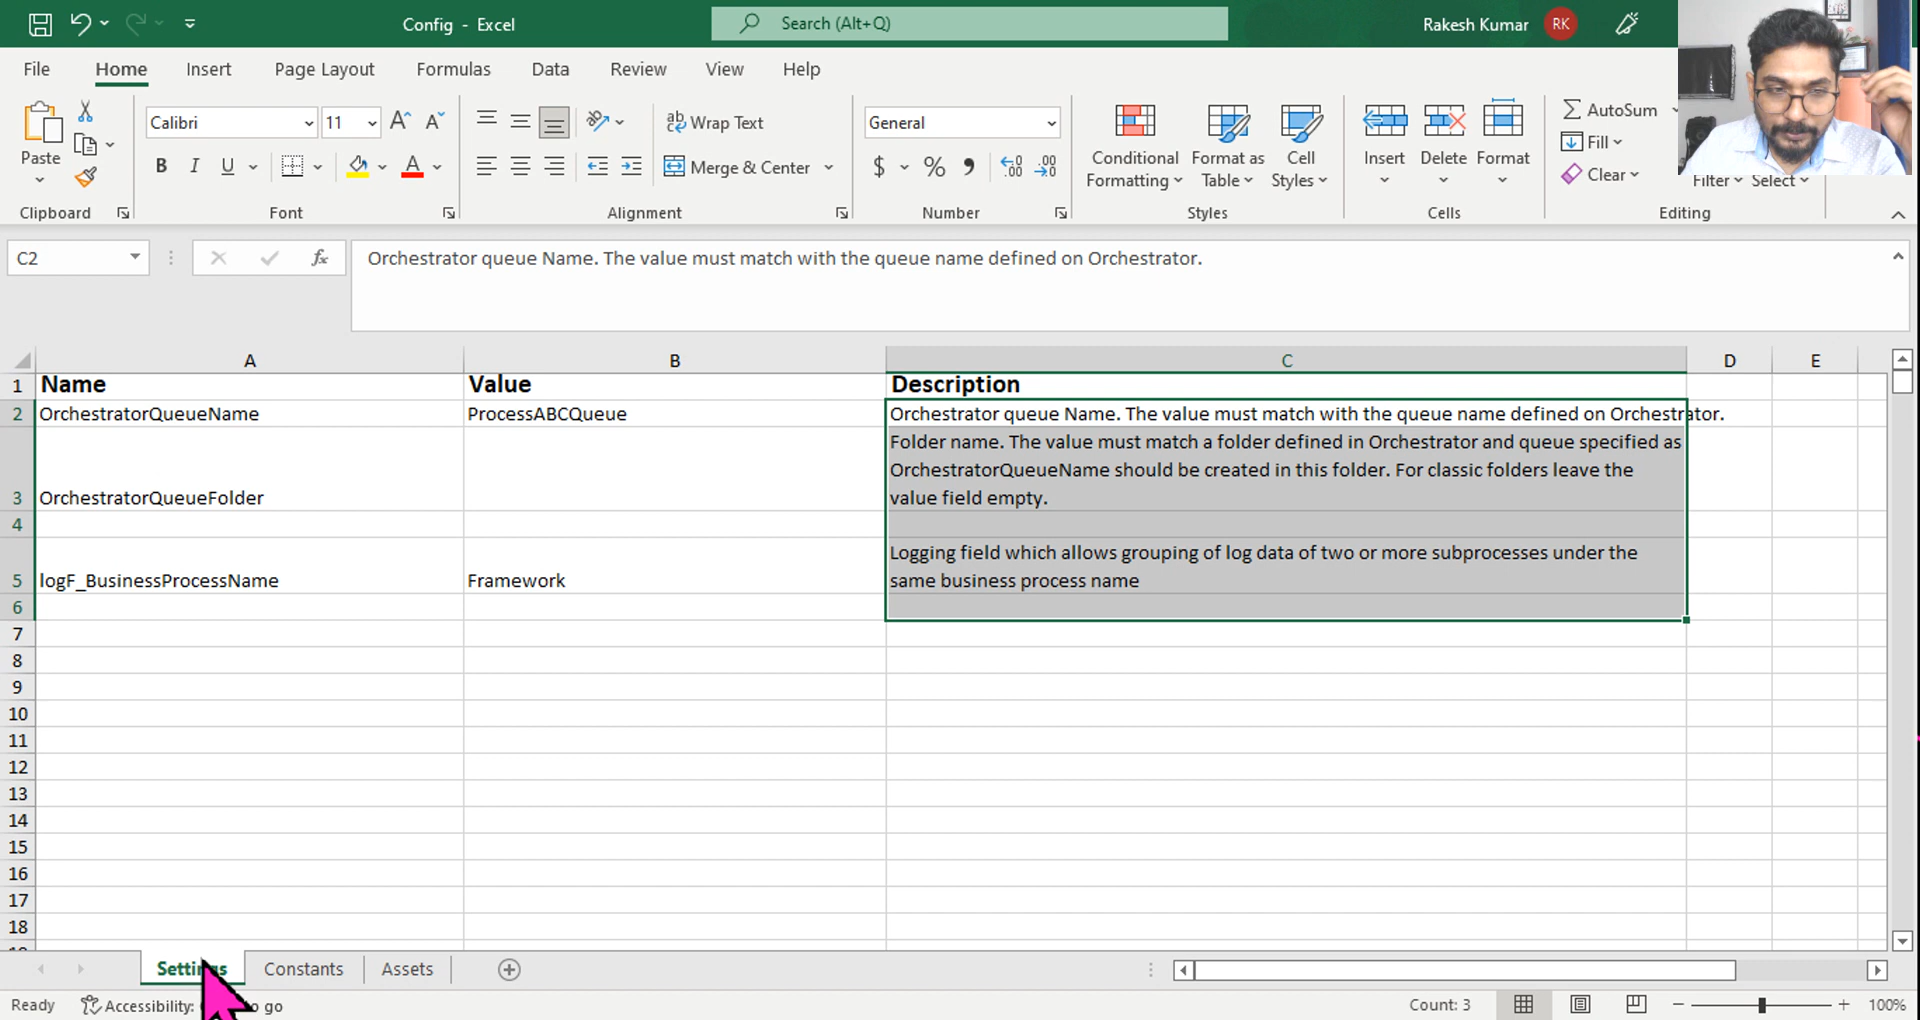 Config - Excel
Search (Alt+Q)
Rakesh Kumar RK
File Home Insert Page Layout Formulas Data Review View Help
Paste
Clipboard
Calibri 11
B I U A
Font
Wrap Text
Merge & Center
Alignment
General
$ %
Number
Conditional Formatting
Format as Table
Cell Styles
Styles
Insert Delete Format
Cells
AutoSum
Fill
Clear
Filter Select
Editing
C2 fx Orchestrator queue Name. The value must match with the queue name defined on Orchestrator.
A B C D E
1 Name Value Description
2 OrchestratorQueueName ProcessABCQueue Orchestrator queue Name. The value must match with the queue name defined on Orchestrator.
Folder name. The value must match a folder defined in Orchestrator and queue specified as
OrchestratorQueueName should be created in this folder. For classic folders leave the
3 OrchestratorQueueFolder value field empty.
4
Logging field which allows grouping of log data of two or more subprocesses under the
5 logF_BusinessProcessName Framework same business process name
6
7
8
9
10
11
12
13
14
15
16
17
18
Settings Constants Assets
Ready Accessibility: to go Count: 3 100%